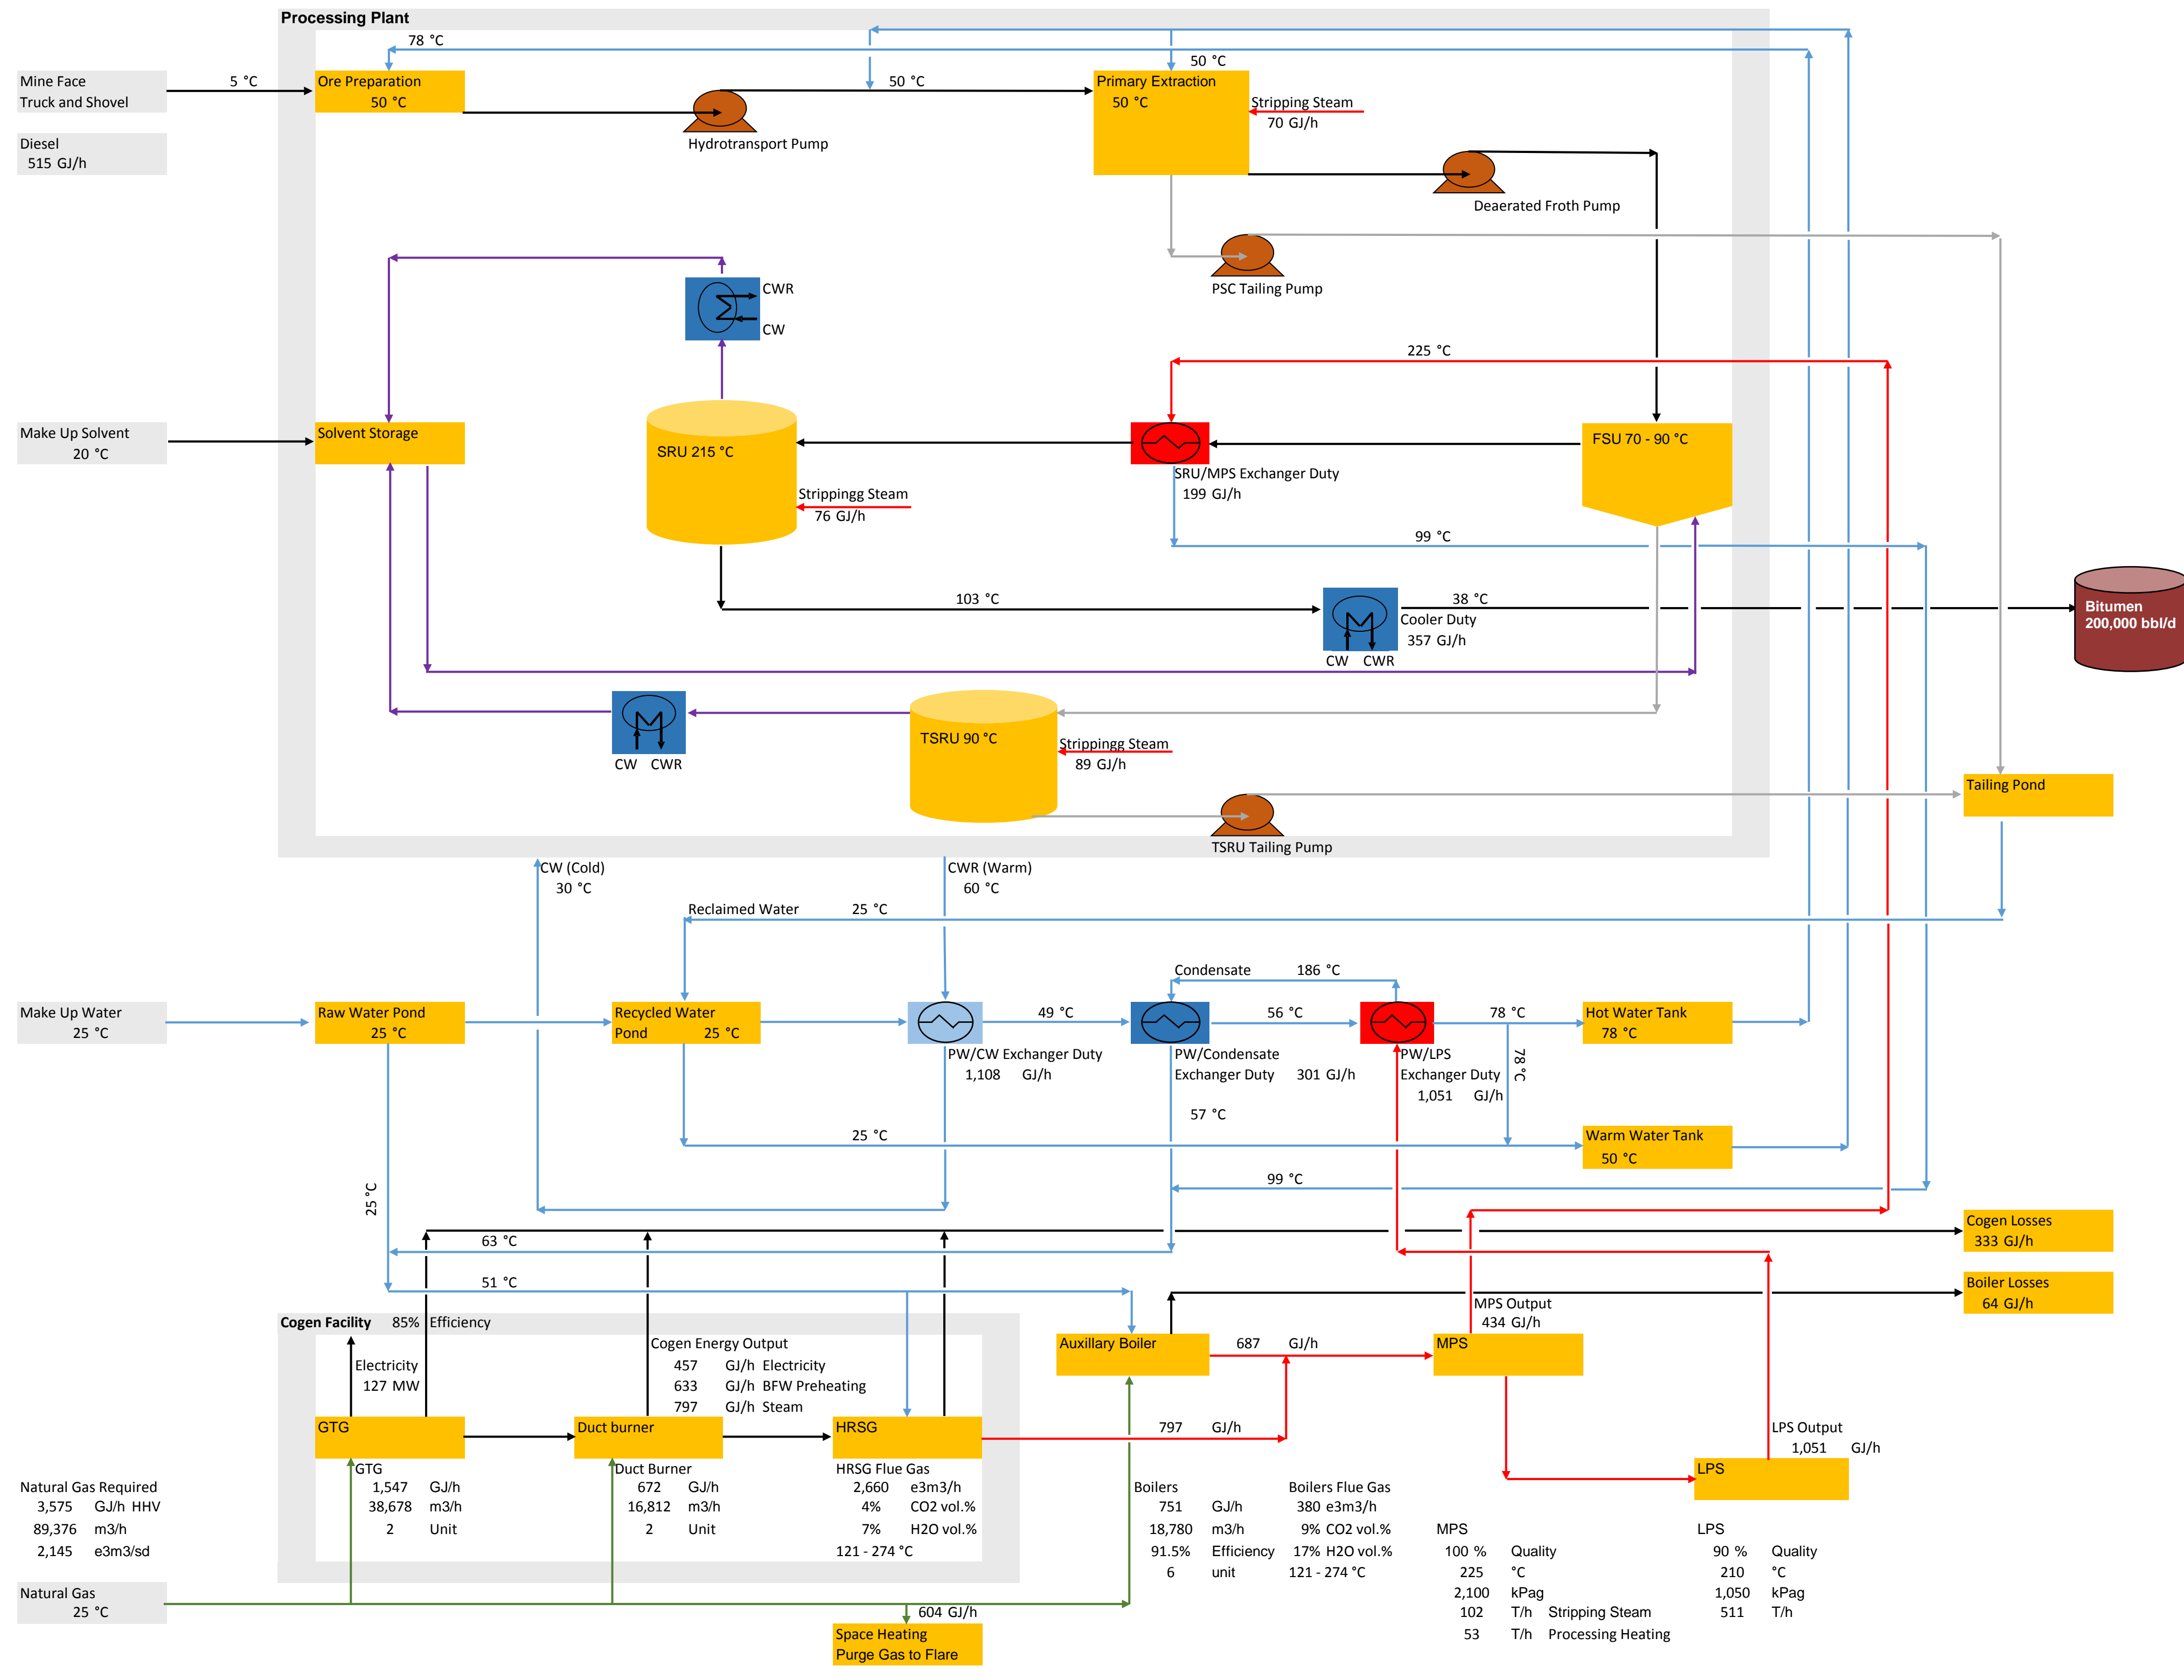 Processing Plant
78 °C
Mine Face
Truck and Shovel
5 °C
Ore Preparation
50 °C
50 °C
50 °C
Primary Extraction
50 °C
Stripping Steam
70 GJ/h
Diesel
515 GJ/h
Hydrotransport Pump
Deaerated Froth Pump
PSC Tailing Pump
CWR
CW
225 °C
Make Up Solvent
20 °C
Solvent Storage
SRU 215 °C
FSU 70 - 90 °C
SRU/MPS Exchanger Duty
199 GJ/h
Strippingg Steam
76 GJ/h
99 °C
103 °C
38 °C
Cooler Duty
357 GJ/h
CW CWR
Bitumen
200,000 bbl/d
TSRU 90 °C
Strippingg Steam
89 GJ/h
CW CWR
Tailing Pond
TSRU Tailing Pump
CW (Cold)
30 °C
CWR (Warm)
60 °C
Reclaimed Water 25 °C
Condensate 186 °C
Make Up Water
25 °C
Raw Water Pond
25 °C
Recycled Water
Pond 25 °C
49 °C
56 °C
78 °C
Hot Water Tank
78 °C
PW/CW Exchanger Duty
1,108 GJ/h
PW/Condensate
Exchanger Duty 301 GJ/h
PW/LPS
Exchanger Duty
1,051 GJ/h
78 °C
57 °C
25 °C
Warm Water Tank
50 °C
99 °C
25 °C
63 °C
Cogen Losses
333 GJ/h
51 °C
Boiler Losses
64 GJ/h
Cogen Facility 85% Efficiency
MPS Output
434 GJ/h
Electricity
127 MW
Cogen Energy Output
457 GJ/h Electricity
633 GJ/h BFW Preheating
797 GJ/h Steam
Auxillary Boiler
687 GJ/h
MPS
GTG
Duct burner
HRSG
797 GJ/h
LPS Output
1,051 GJ/h
LPS
Natural Gas Required
3,575 GJ/h HHV
89,376 m3/h
2,145 e3m3/sd
GTG
1,547 GJ/h
38,678 m3/h
2 Unit
Duct Burner
672 GJ/h
16,812 m3/h
2 Unit
HRSG Flue Gas
2,660 e3m3/h
4% CO2 vol.%
7% H2O vol.%
121 - 274 °C
Boilers
751 GJ/h
18,780 m3/h
91.5% Efficiency
6 unit
Boilers Flue Gas
380 e3m3/h
9% CO2 vol.%
17% H2O vol.%
121 - 274 °C
MPS
100 % Quality
225 °C
2,100 kPag
102 T/h Stripping Steam
53 T/h Processing Heating
LPS
90 % Quality
210 °C
1,050 kPag
511 T/h
Natural Gas
25 °C
604 GJ/h
Space Heating
Purge Gas to Flare